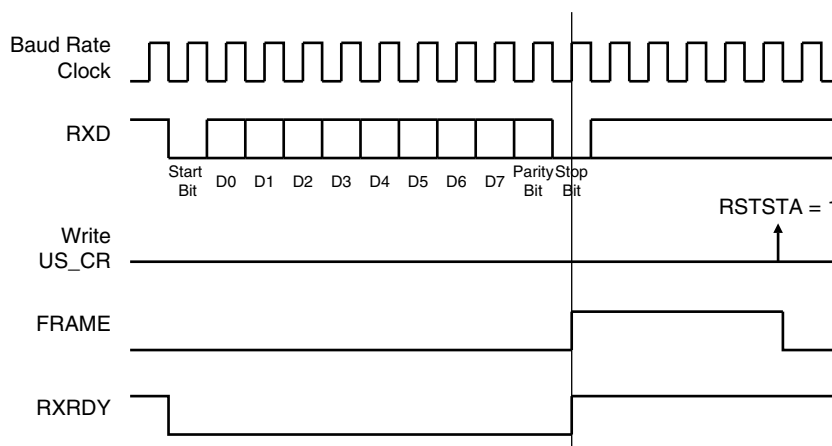 Baud Rate
Clock
RXD
Start
Bit
D0 D1 D2 D3 D4 D5 D6 D7
Parity
Bit
Stop
Bit
RSTSTA = 1
Write
US_CR
FRAME
RXRDY